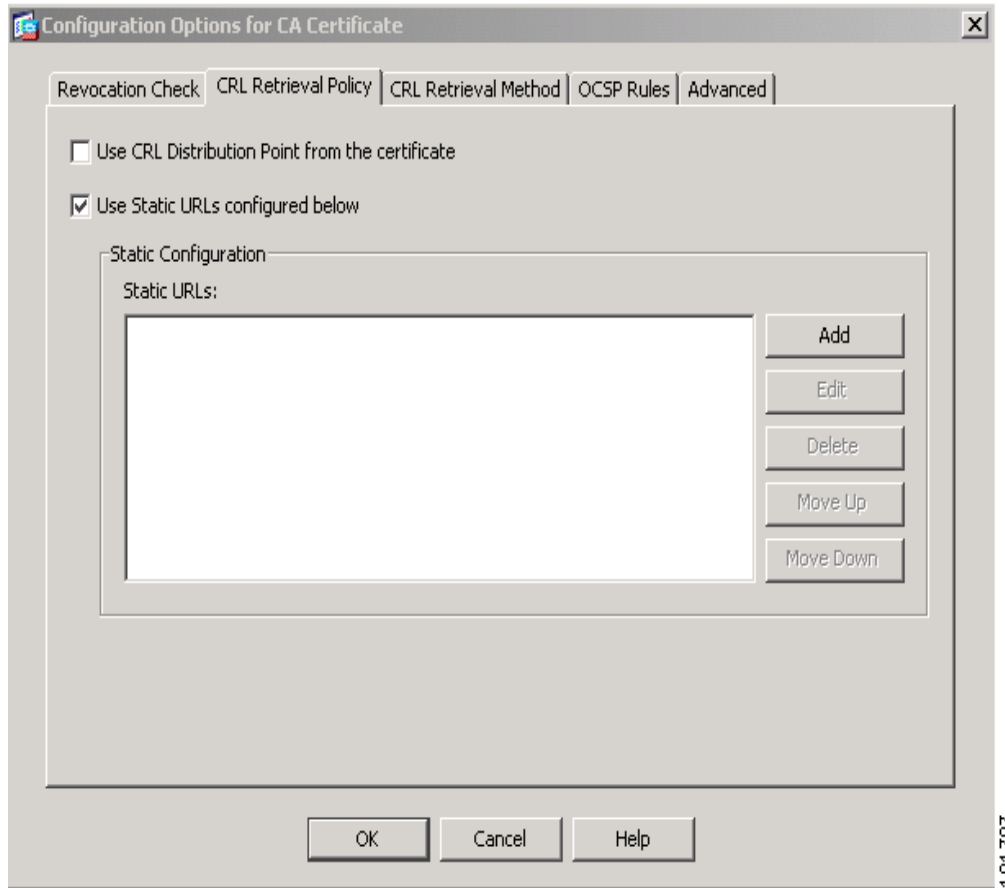 Configuration Options for CA Certificate
Revocation Check CRL Retrieval Policy CRL Retrieval Method OCSP Rules Advanced
Use CRL Distribution Point from the certificate
Use Static URLs configured below
Static Configuration
Static URLs:
Add
Edit
Delete
Move Up
Move Down
OK Cancel Help